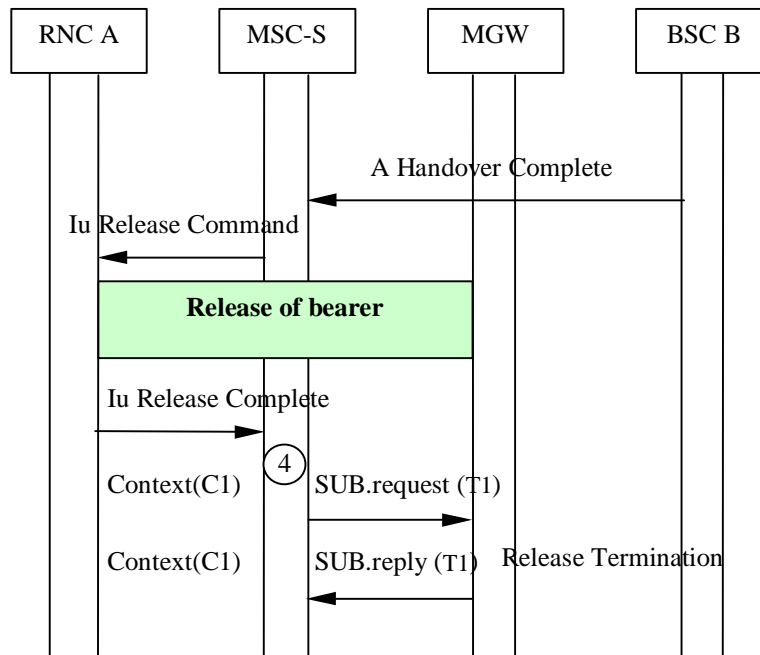 RNC A
MSC-S
MGW
BSC B
A Handover Complete
Iu Release Command
Release of bearer
Iu Release Complete
4
Context(C1)
SUB.request (T1)
Context(C1)
SUB.reply (T1)
Release Termination